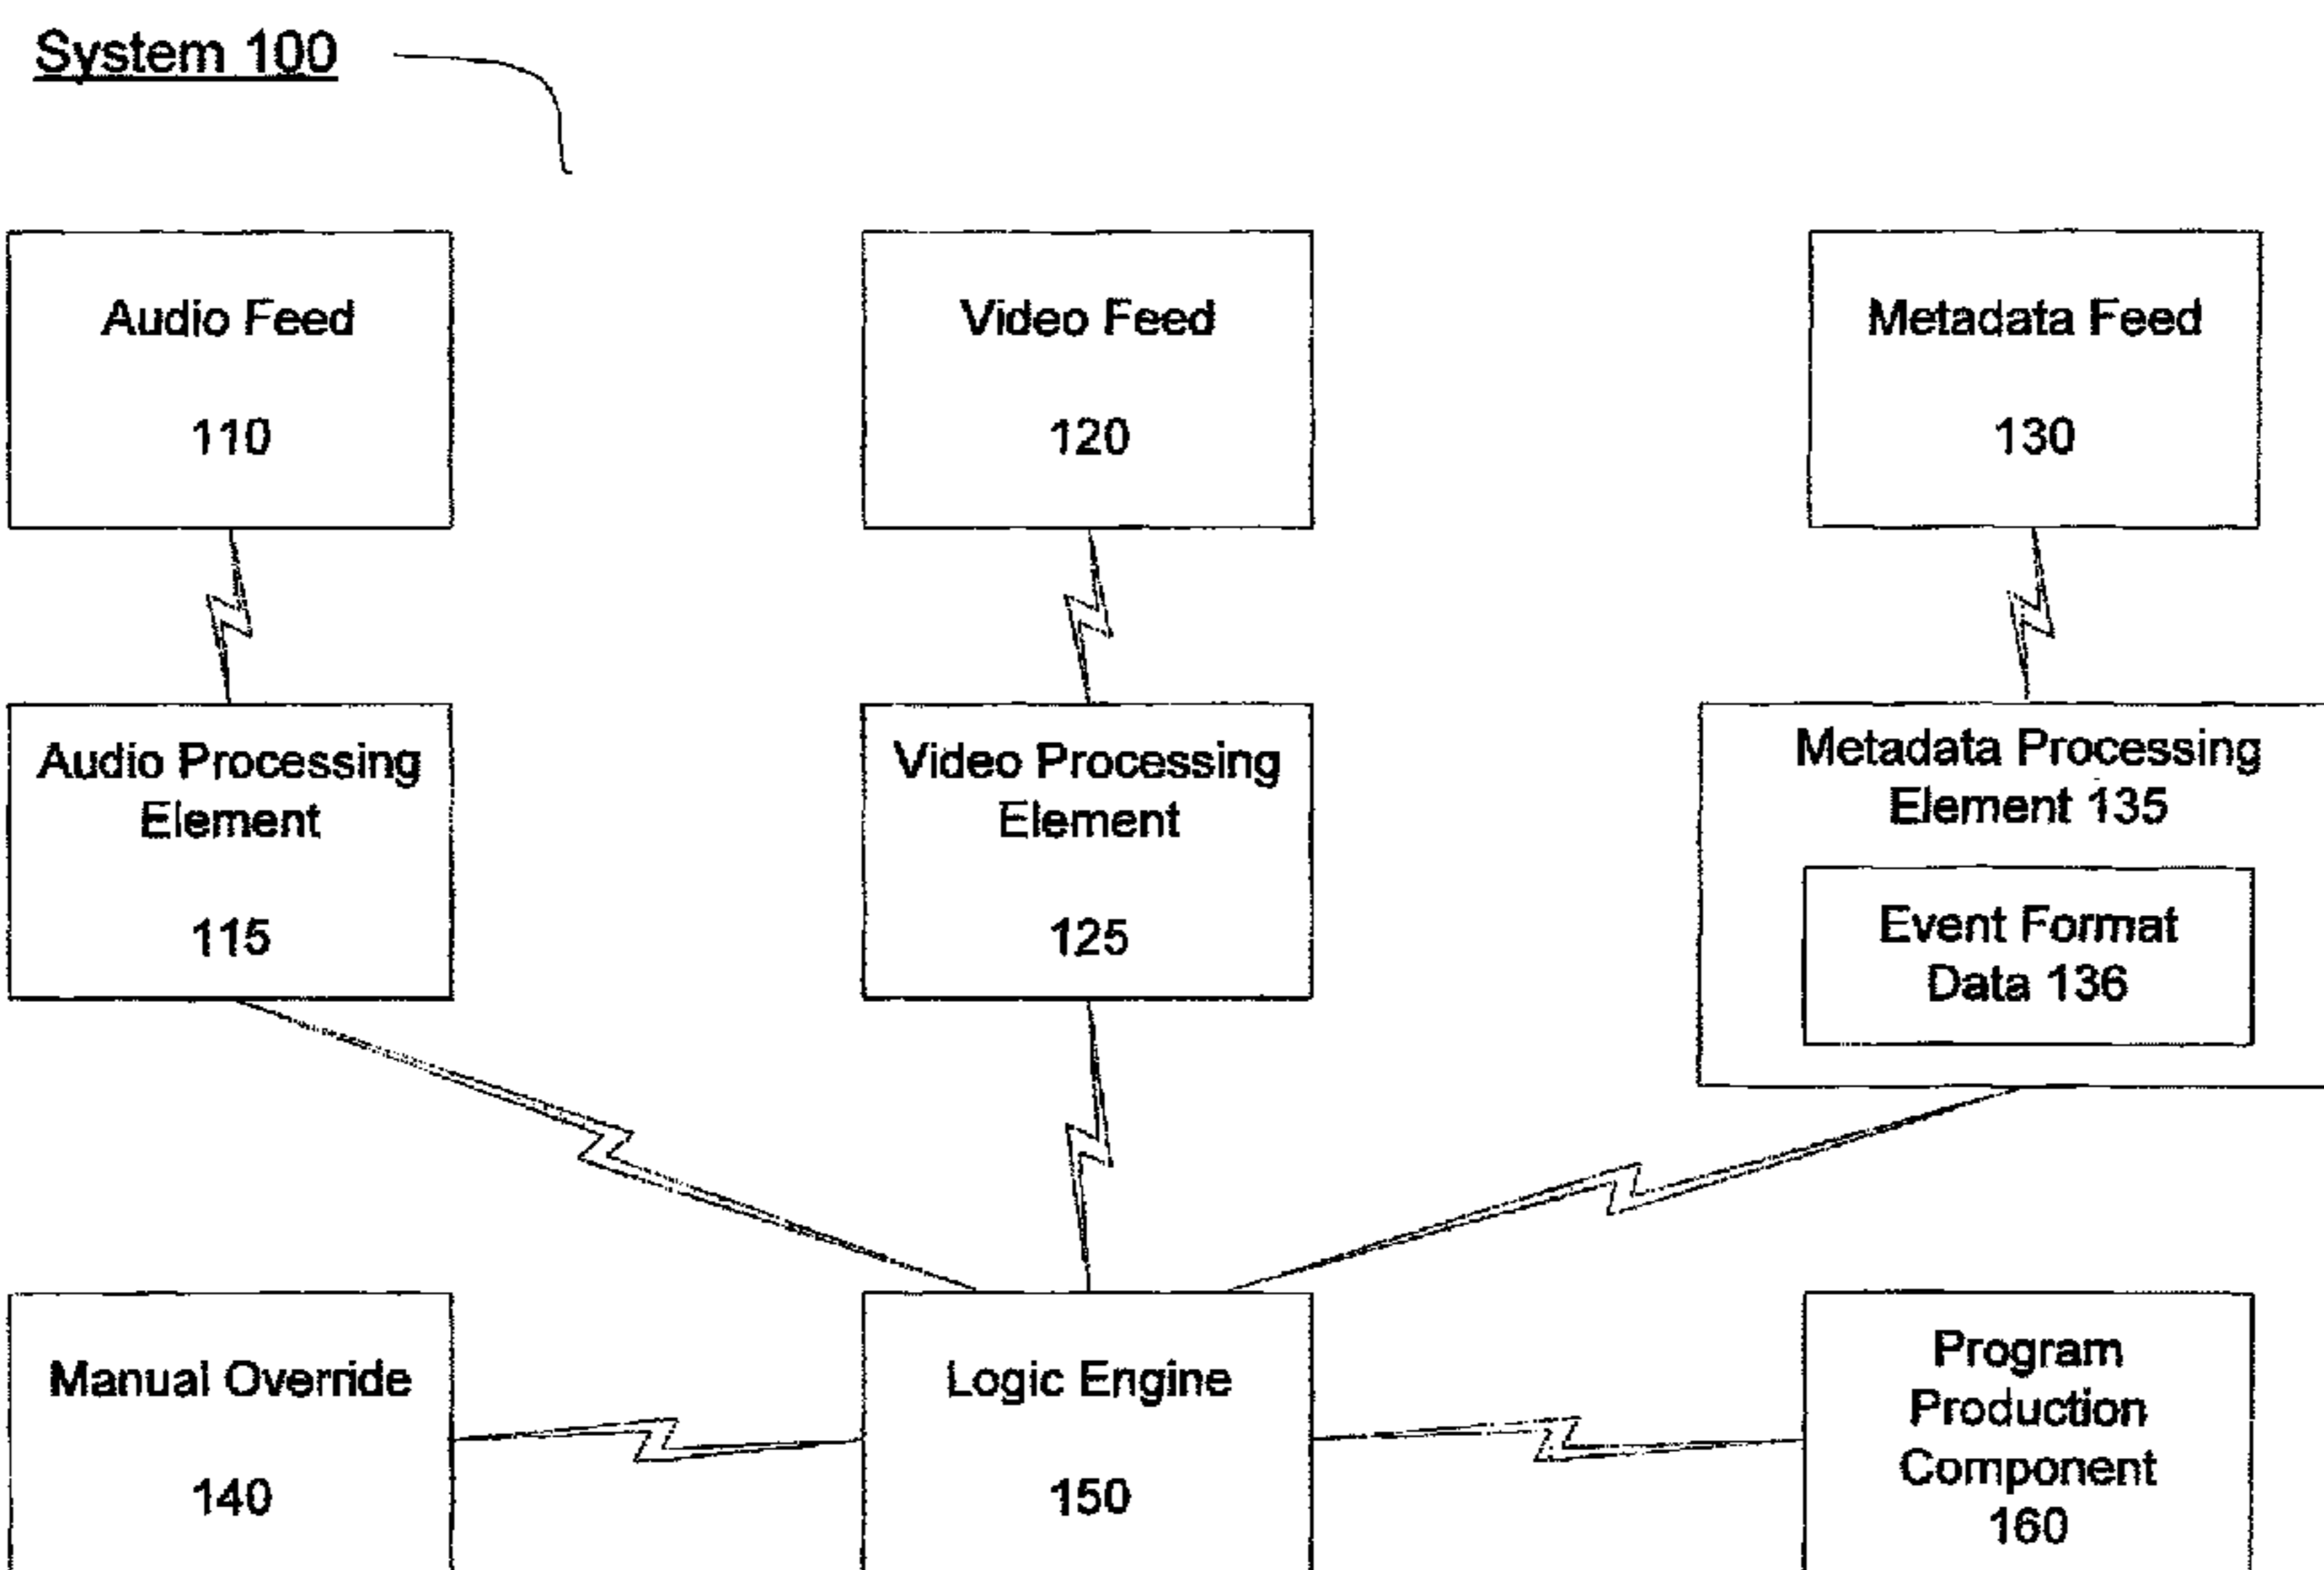 System 100
Audio Feed
110
Video Feed
120
Metadata Feed
130
Audio Processing
Element
115
Video Processing
Element
125
Metadata Processing
Element 135
Event Format
Data 136
Manual Override
140
Logic Engine
150
Program
Production
Component
160